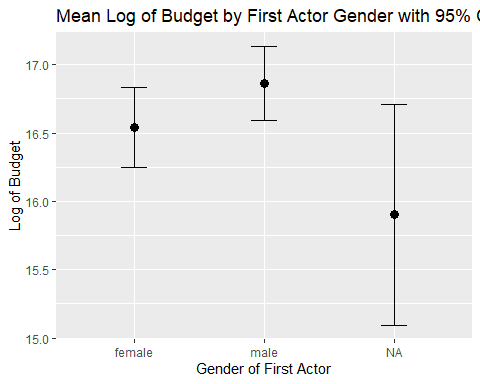 Mean Log of Budget by First Actor Gender with 95%
Log of Budget
17.0
16.5
16.0
15.5
15.0
female male NA
Gender of First Actor